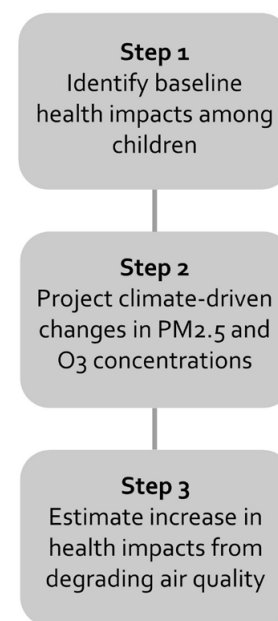 Step 1
Identify baseline
health impacts among
children
Step 2
Project climate-driven
changes in PM2.5 and
O3 concentrations
Step 3
Estimate increase in
health impacts from
degrading air quality